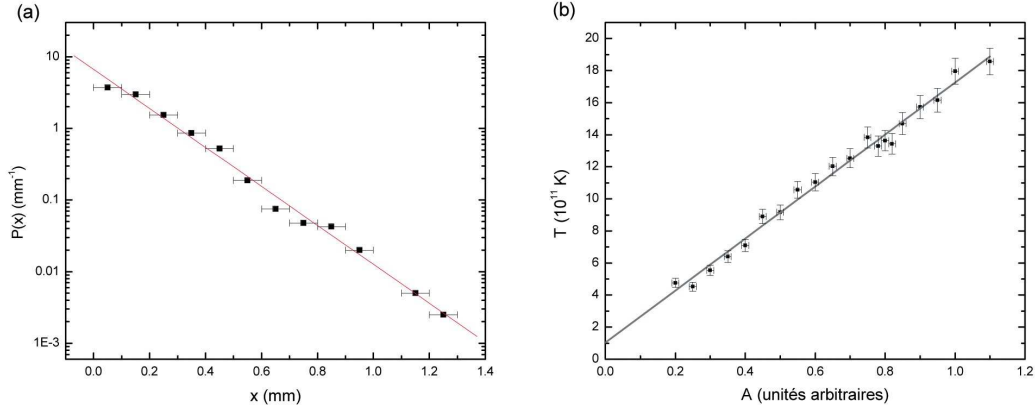 (a)
10
1
0.1
0.01
1E-3
P(x) (mm⁻¹)
0.0 0.2 0.4 0.6 0.8 1.0 1.2 1.4
x (mm)
(b)
20
18
16
14
12
10
8
6
4
2
0
T (10¹¹ K)
0.0 0.2 0.4 0.6 0.8 1.0 1.2
A (unités arbitraires)